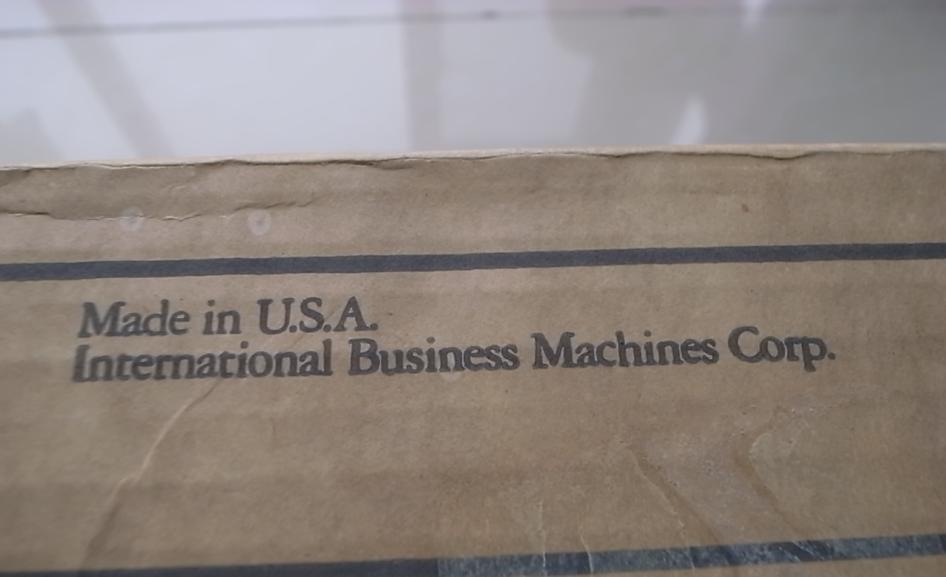 Made in U.S.A.
International Business Machines Corp.